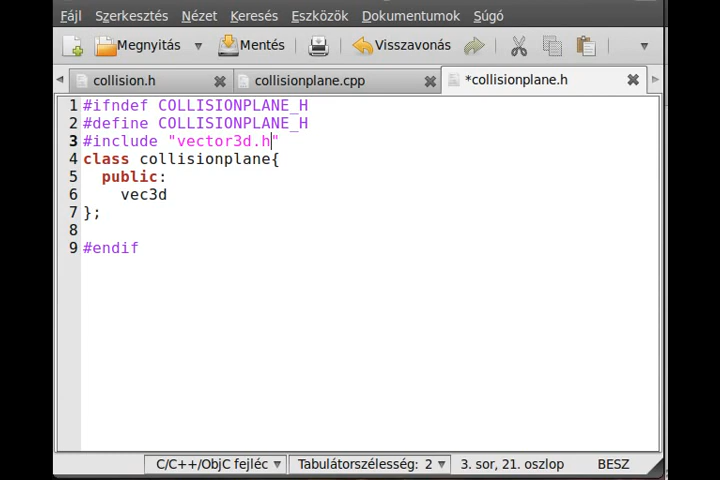 Fájl Szerkesztés Nézet Keresés Eszközök Dokumentumok Súgó
Megnyitás Mentés Visszavonás
collision.h collisionplane.cpp *collisionplane.h
1 #ifndef COLLISIONPLANE_H
2 #define COLLISIONPLANE_H
3 #include "vector3d.h"
4 class collisionplane{
5 public:
6 vec3d
7 };
8
9 #endif
C/C++/ObjC fejléc Tabulátorszélesség: 2 3. sor, 21. oszlop BESZ